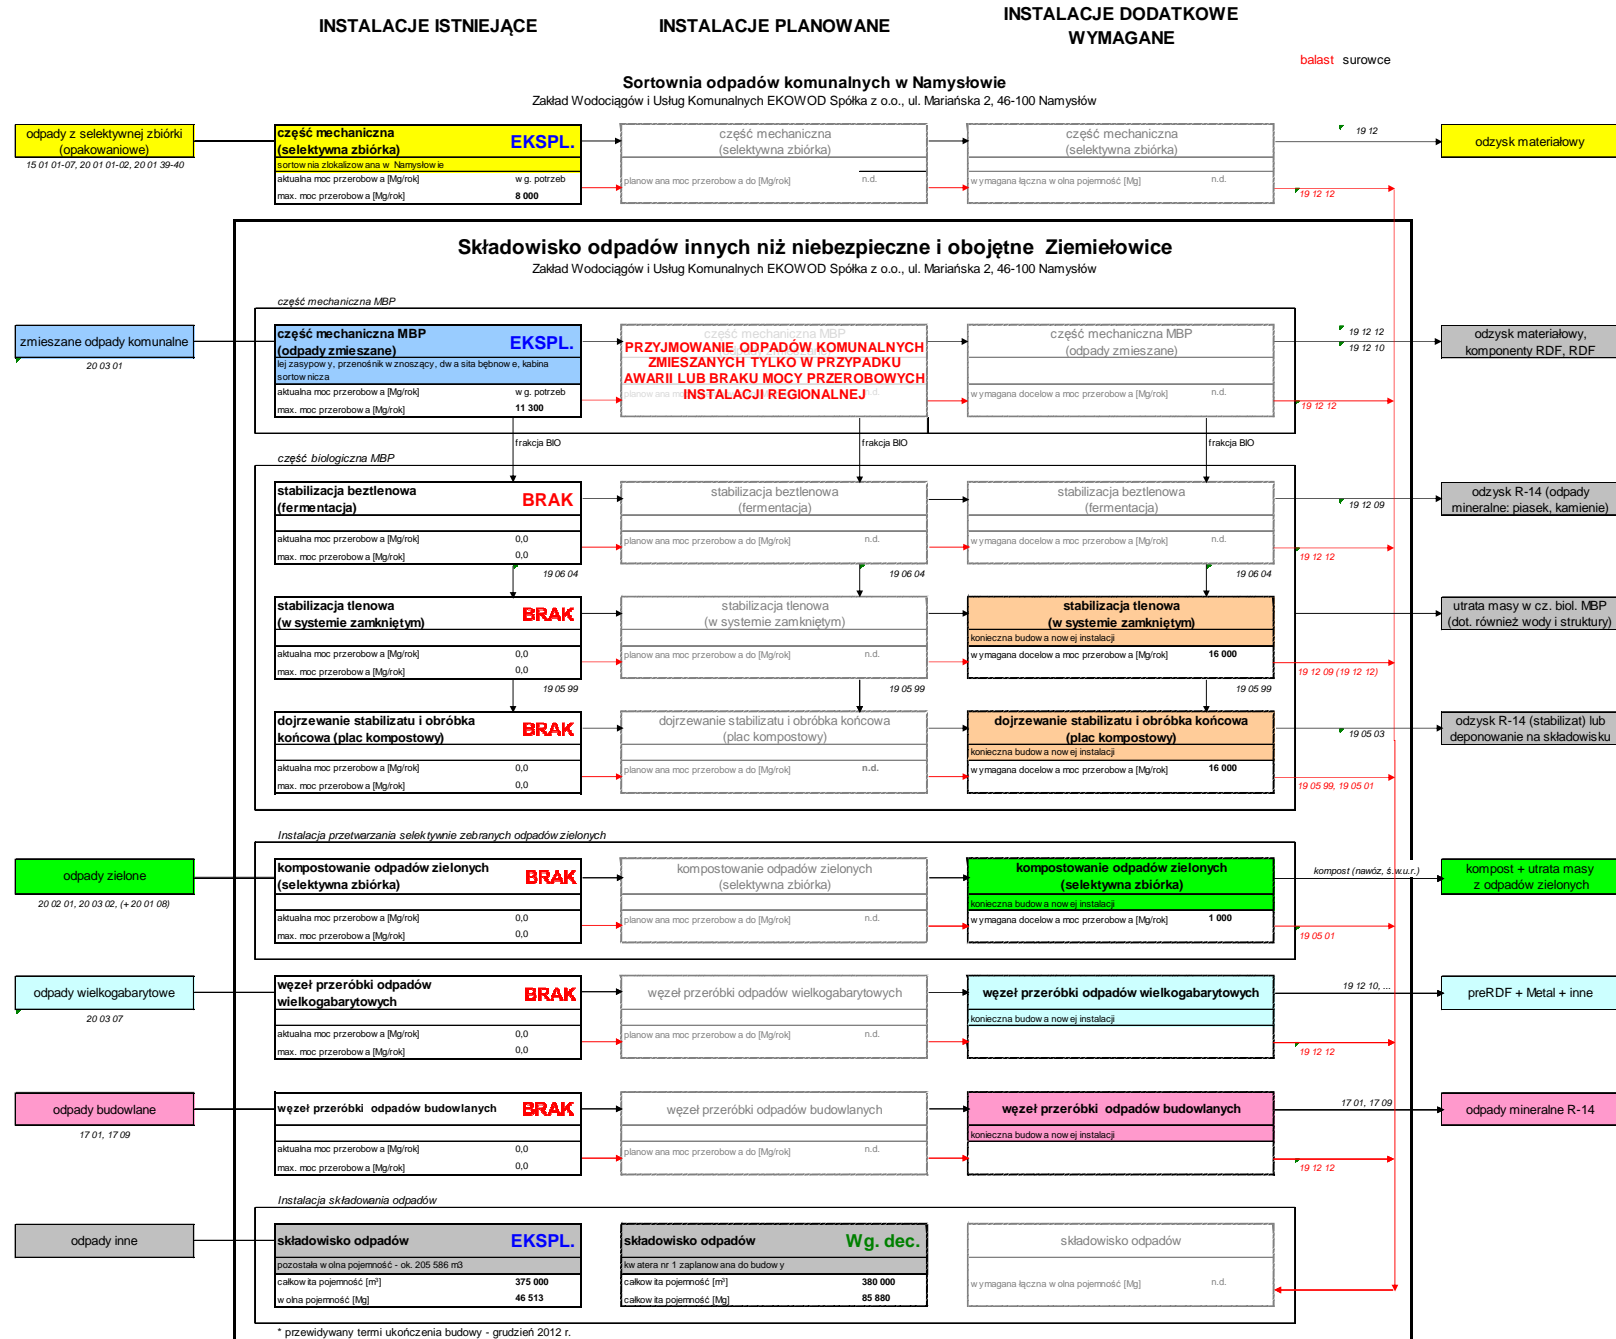 INSTALACJE ISTNIEJĄCE
INSTALACJE PLANOWANE
INSTALACJE DODATKOWE
WYMAGANE
balast surowce
Sortownia odpadów komunalnych w Namysłowie
Zakład Wodociągów i Usług Komunalnych EKOWOD Spółka z o.o., ul. Mariańska 2, 46-100 Namysłów
odpady z selektywnej zbiórki
(opakowaniowe)
15 01 01-07, 20 01 01-02, 20 01 39-40
część mechaniczna
(selektywna zbiórka)
EKSPL.
sortownia zlokalizowana w Namysłowie
aktualna moc przerobowa [Mg/rok] wg. potrzeb
max. moc przerobowa [Mg/rok] 8 000
część mechaniczna
(selektywna zbiórka)
planowana moc przerobowa do [Mg/rok] n.d.
część mechaniczna
(selektywna zbiórka)
wymagana łączna wolna pojemność [Mg] n.d.
19 12
19 12 12
odzysk materiałowy
Składowisko odpadów innych niż niebezpieczne i obojętne Ziemiełowice
Zakład Wodociągów i Usług Komunalnych EKOWOD Spółka z o.o., ul. Mariańska 2, 46-100 Namysłów
część mechaniczna MBP
zmieszane odpady komunalne
20 03 01
część mechaniczna MBP
(odpady zmieszane)
EKSPL.
lej zasypowy, przenośnik wznoszący, dwa sita bębnowe, kabina
sortownicza
aktualna moc przerobowa [Mg/rok] wg. potrzeb
max. moc przerobowa [Mg/rok] 11 300
część mechaniczna MBP
PRZYJMOWANIE ODPADÓW KOMUNALNYCH
ZMIESZANYCH TYLKO W PRZYPADKU
AWARII LUB BRAKU MOCY PRZEROBOWYCH
INSTALACJI REGIONALNEJ
część mechaniczna MBP
(odpady zmieszane)
wymagana docelowa moc przerobowa [Mg/rok] n.d.
19 12 12
19 12 10
19 12 12
odzysk materiałowy,
komponenty RDF, RDF
frakcja BIO
frakcja BIO
frakcja BIO
część biologiczna MBP
stabilizacja beztlenowa
(fermentacja)
BRAK
aktualna moc przerobowa [Mg/rok] 0,0
max. moc przerobowa [Mg/rok] 0,0
stabilizacja beztlenowa
(fermentacja)
planowana moc przerobowa do [Mg/rok] n.d.
stabilizacja beztlenowa
(fermentacja)
wymagana docelowa moc przerobowa [Mg/rok] n.d.
19 12 09
19 12 12
odzysk R-14 (odpady
mineralne: piasek, kamienie)
19 06 04
19 06 04
19 06 04
stabilizacja tlenowa
(w systemie zamkniętym)
BRAK
aktualna moc przerobowa [Mg/rok] 0,0
max. moc przerobowa [Mg/rok] 0,0
stabilizacja tlenowa
(w systemie zamkniętym)
planowana moc przerobowa do [Mg/rok] n.d.
stabilizacja tlenowa
(w systemie zamkniętym)
konieczna budowa nowej instalacji
wymagana docelowa moc przerobowa [Mg/rok] 16 000
19 12 09 (19 12 12)
utrata masy w cz. biol. MBP
(dot. również wody i struktury)
19 05 99
19 05 99
19 05 99
dojrzewanie stabilizatu i obróbka
końcowa (plac kompostowy)
BRAK
aktualna moc przerobowa [Mg/rok] 0,0
max. moc przerobowa [Mg/rok] 0,0
dojrzewanie stabilizatu i obróbka końcowa
(plac kompostowy)
planowana moc przerobowa do [Mg/rok] n.d.
dojrzewanie stabilizatu i obróbka końcowa
(plac kompostowy)
konieczna budowa nowej instalacji
wymagana docelowa moc przerobowa [Mg/rok] 16 000
19 05 03
19 05 99, 19 05 01
odzysk R-14 (stabilizat) lub
deponowanie na składowisku
Instalacja przetwarzania selektywnie zebranych odpadów zielonych
odpady zielone
20 02 01, 20 03 02, (+ 20 01 08)
kompostowanie odpadów zielonych
(selektywna zbiórka)
BRAK
aktualna moc przerobowa [Mg/rok] 0,0
max. moc przerobowa [Mg/rok] 0,0
kompostowanie odpadów zielonych
(selektywna zbiórka)
planowana moc przerobowa do [Mg/rok] n.d.
kompostowanie odpadów zielonych
(selektywna zbiórka)
konieczna budowa nowej instalacji
wymagana docelowa moc przerobowa [Mg/rok] 1 000
kompost (nawóz, ś.w.u.r.)
19 05 01
kompost + utrata masy
z odpadów zielonych
odpady wielkogabarytowe
20 03 07
węzeł przeróbki odpadów
wielkogabarytowych
BRAK
aktualna moc przerobowa [Mg/rok] 0,0
max. moc przerobowa [Mg/rok] 0,0
węzeł przeróbki odpadów wielkogabarytowych
planowana moc przerobowa do [Mg/rok] n.d.
węzeł przeróbki odpadów wielkogabarytowych
konieczna budowa nowej instalacji
19 12 10, ...
19 12 12
preRDF + Metal + inne
odpady budowlane
17 01, 17 09
węzeł przeróbki odpadów budowlanych
BRAK
aktualna moc przerobowa [Mg/rok] 0,0
max. moc przerobowa [Mg/rok] 0,0
węzeł przeróbki odpadów budowlanych
planowana moc przerobowa do [Mg/rok] n.d.
węzeł przeróbki odpadów budowlanych
konieczna budowa nowej instalacji
17 01, 17 09
19 12 12
odpady mineralne R-14
Instalacja składowania odpadów
odpady inne
składowisko odpadów
EKSPL.
pozostała wolna pojemność - ok. 205 586 m3
całkowita pojemność [m³] 375 000
wolna pojemność [Mg] 46 513
składowisko odpadów
Wg. dec.
kwatera nr 1 zaplanowana do budowy
całkowita pojemność [m³] 380 000
całkowita pojemność [Mg] 85 880
składowisko odpadów
wymagana łączna wolna pojemność [Mg] n.d.
* przewidywany termi ukończenia budowy - grudzień 2012 r.